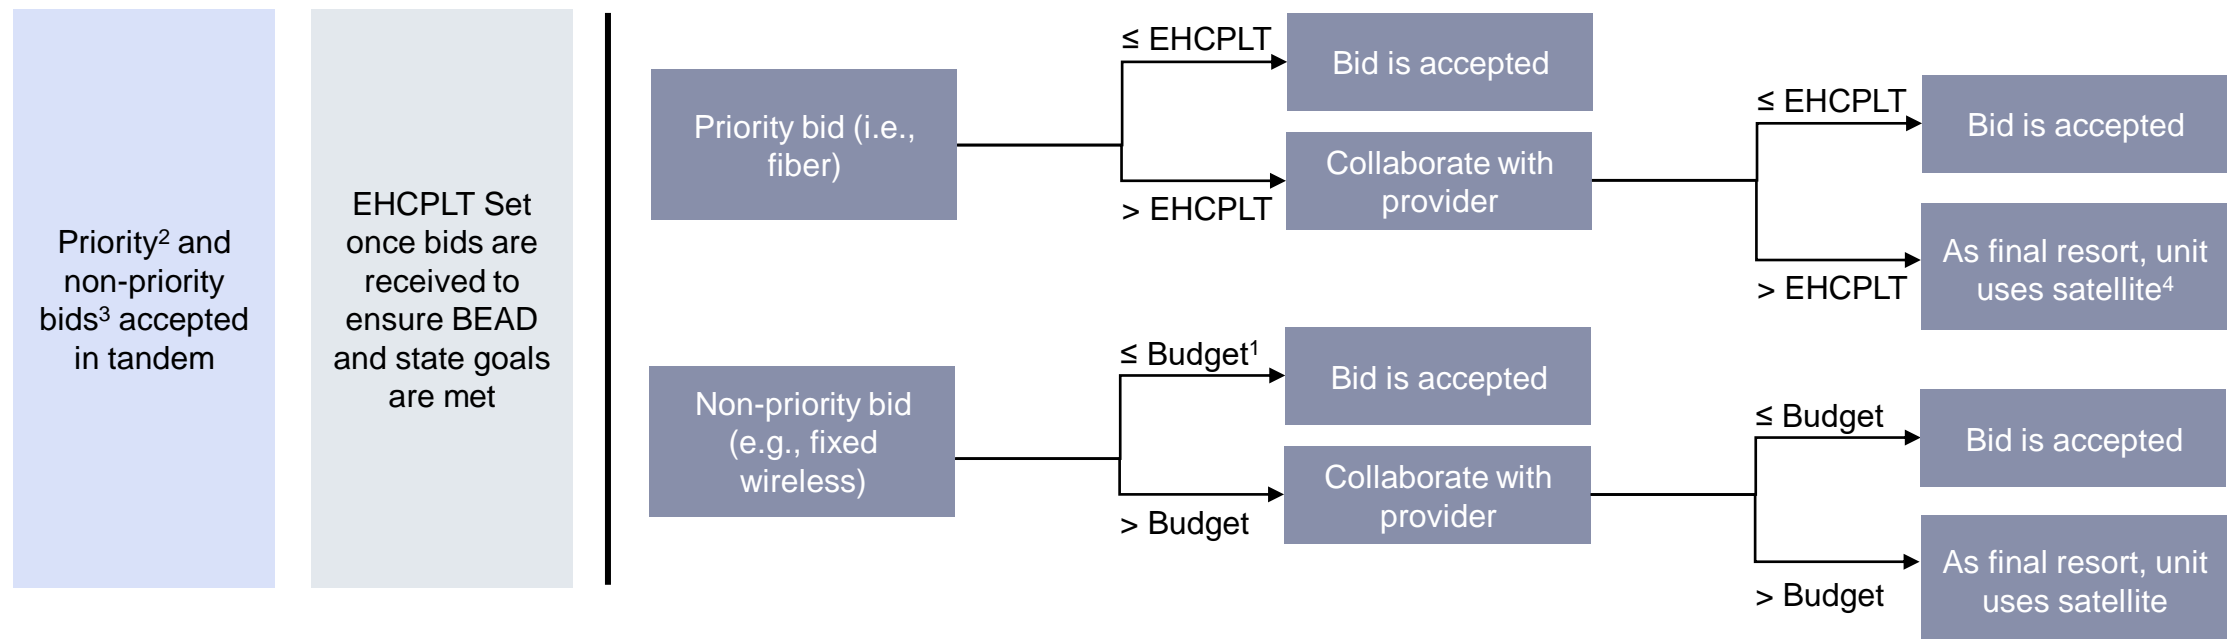 Priority² and
non-priority
bids³ accepted
in tandem
EHCPLT Set
once bids are
received to
ensure BEAD
and state goals
are met
Priority bid (i.e.,
fiber)
≤ EHCPLT
Bid is accepted
> EHCPLT
Collaborate with
provider
≤ EHCPLT
Bid is accepted
> EHCPLT
As final resort, unit
uses satellite⁴
Non-priority bid
(e.g., fixed
wireless)
≤ Budget¹
Bid is accepted
> Budget
Collaborate with
provider
≤ Budget
Bid is accepted
> Budget
As final resort, unit
uses satellite